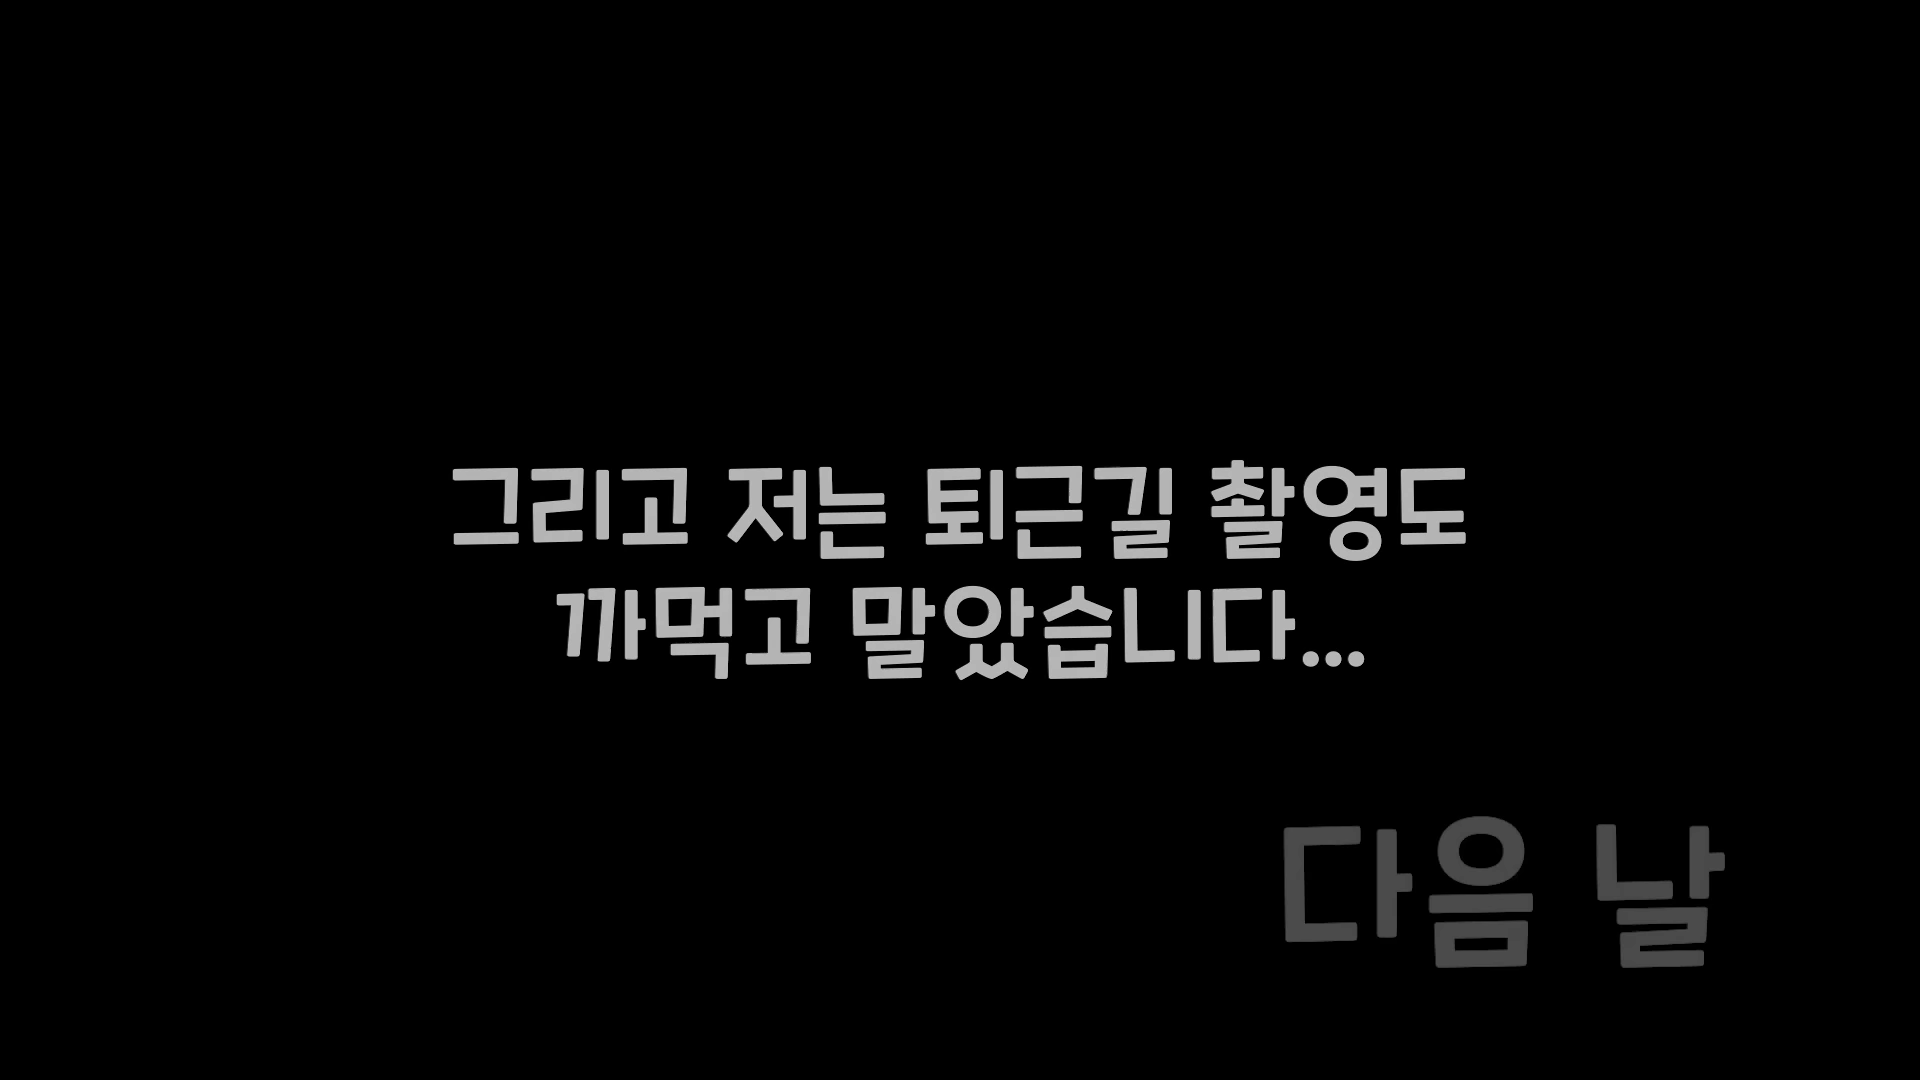 그리고 저는 퇴근길 촬영도
까먹고 말았습니다...
다음 날